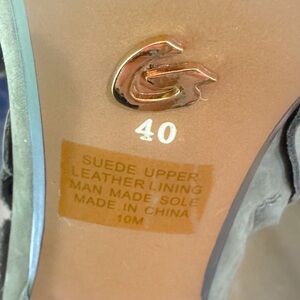 G
40
SUEDE UPPER
LEATHER LINING
MAN MADE SOLE
MADE IN CHINA
10M